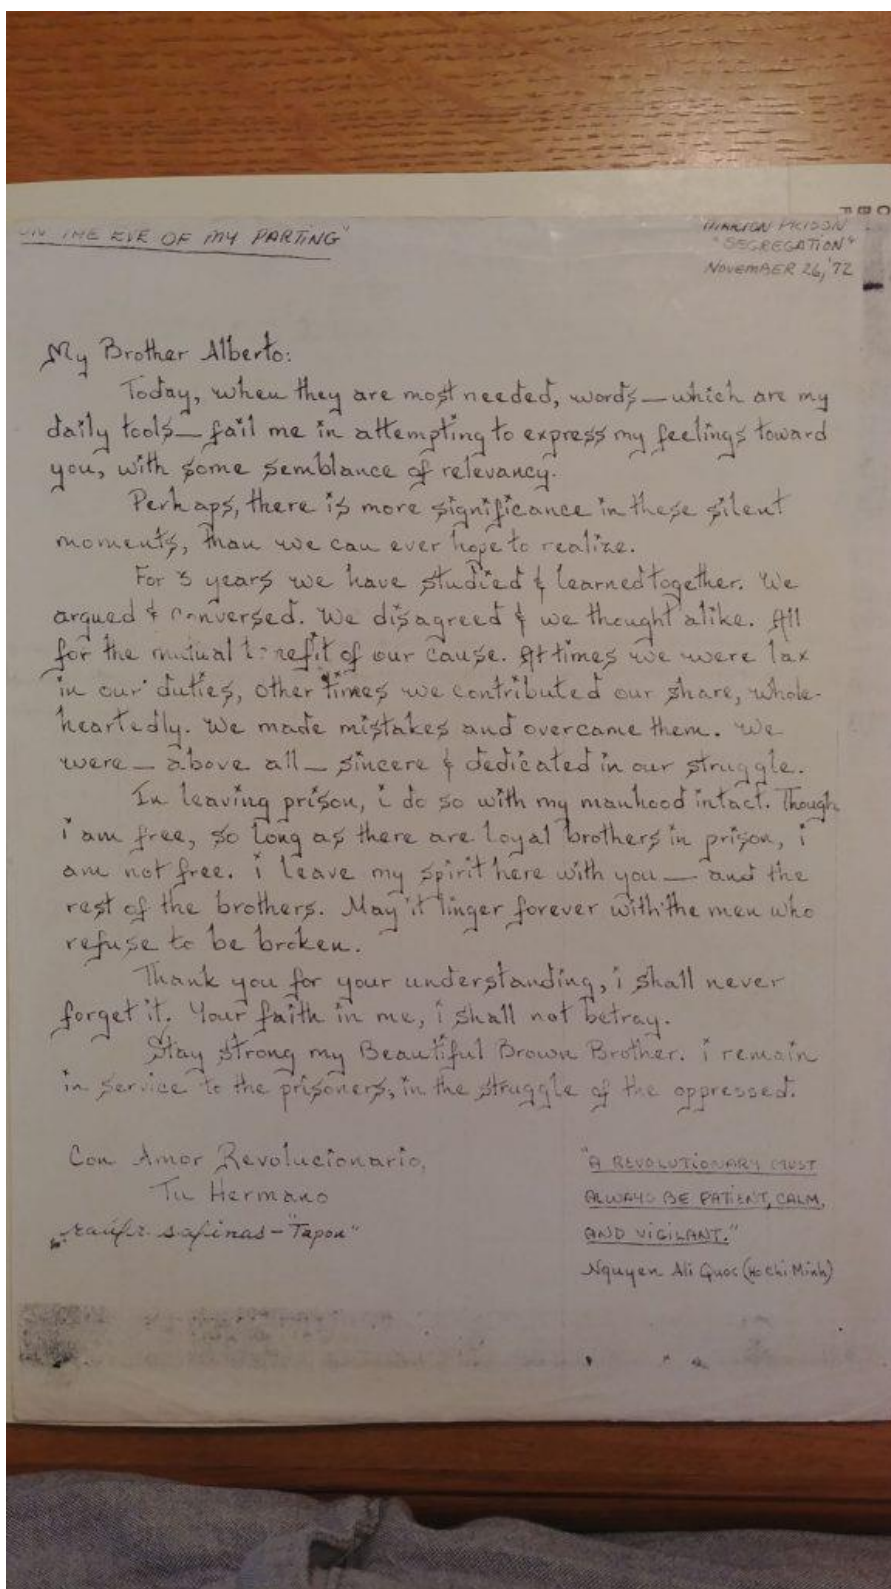 "ON THE EVE OF MY PARTING"
MARION PRISON
"SEGREGATION"
NOVEMBER 26, '72
My Brother Alberto:
Today, when they are most needed, words — which are my
daily tools — fail me in attempting to express my feelings toward
you, with some semblance of relevancy.
Perhaps, there is more significance in these silent
moments, than we can ever hope to realize.
For 3 years we have studied & learned together. We
argued & conversed. We disagreed & we thought alike. All
for the mutual benefit of our cause. At times we were lax
in our duties, other times we contributed our share, whole-
heartedly. We made mistakes and overcame them. We
were — above all — sincere & dedicated in our struggle.
In leaving prison, i do so with my manhood intact. Though
i am free, so long as there are loyal brothers in prison, i
am not free. i leave my spirit here with you — and the
rest of the brothers. May it linger forever with the men who
refuse to be broken.
Thank you for your understanding, i shall never
forget it. Your faith in me, i shall not betray.
Stay strong my Beautiful Brown Brother. i remain
in service to the prisoners, in the struggle of the oppressed.
Con Amor Revolucionario,
Tu Hermano
salinas - "Tapon"
"A REVOLUTIONARY MUST
ALWAYS BE PATIENT, CALM,
AND VIGILANT."
Nguyen Ali Quoc (Ho Chi Minh)